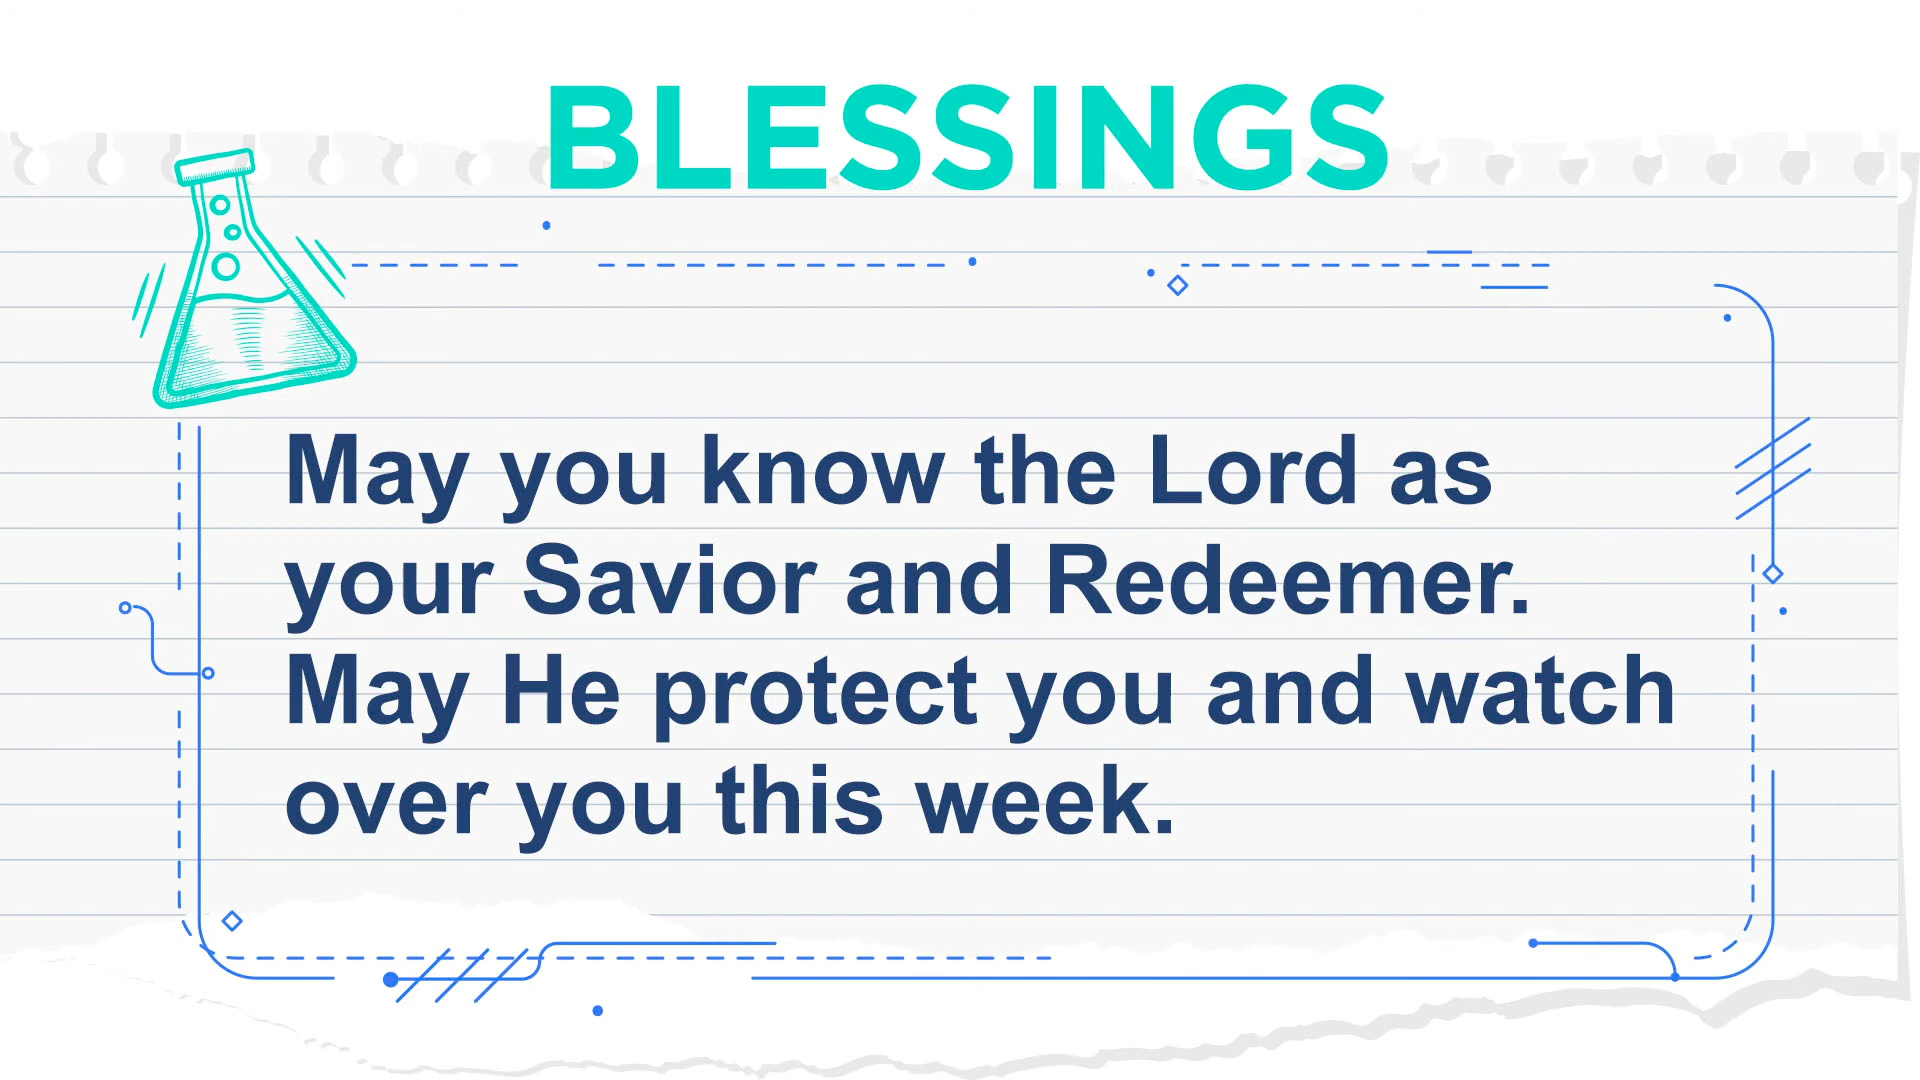 BLESSINGS
May you know the Lord as
your Savior and Redeemer.
May He protect you and watch
over you this week.